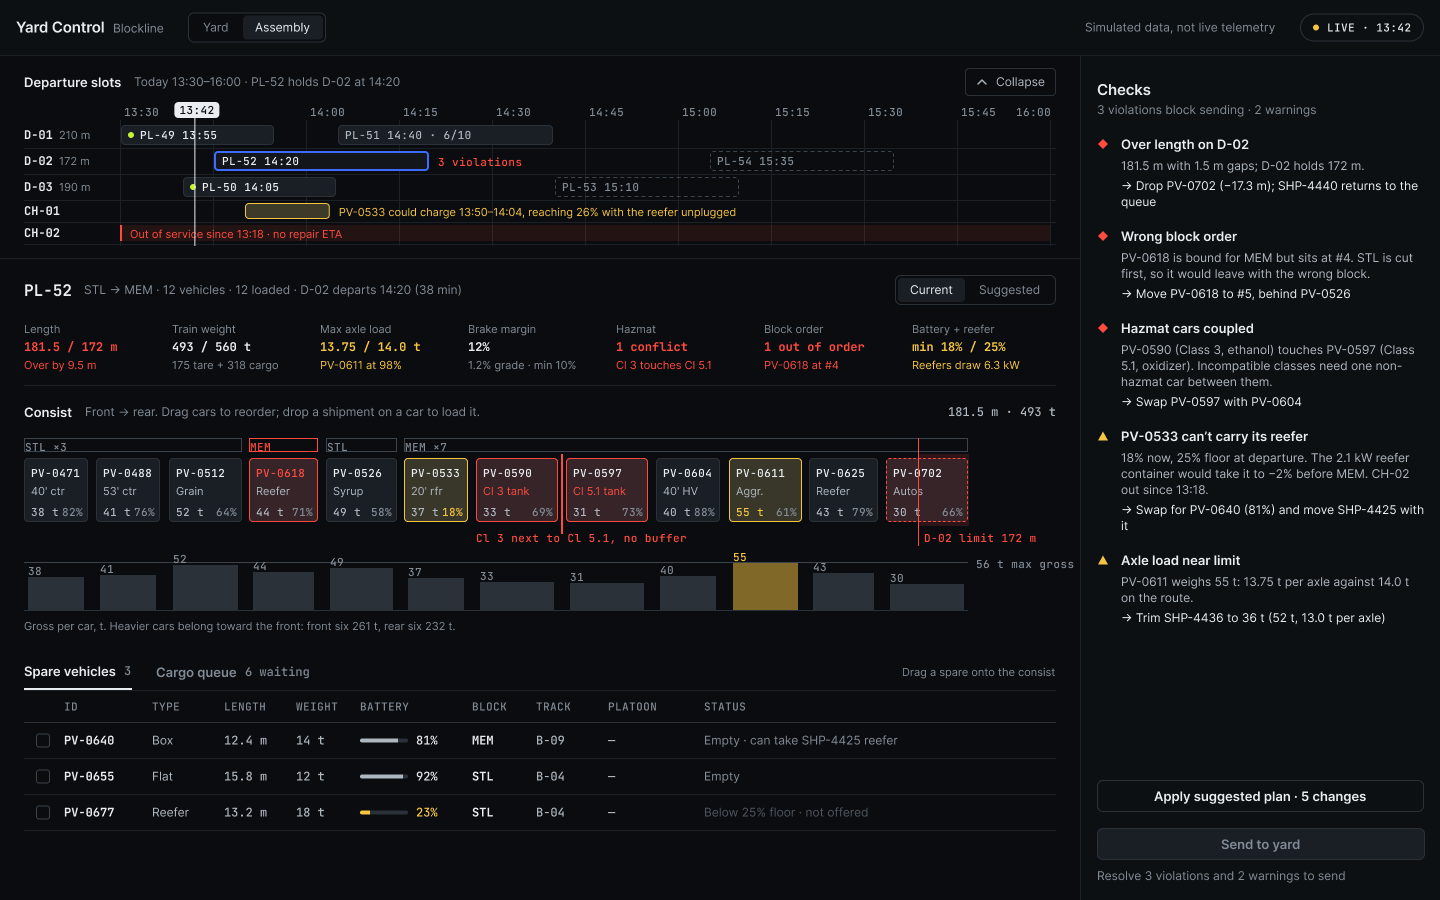 Yard Control Blockline Yard Assembly Simulated data, not live telemetry LIVE · 13:42
Departure slots Today 13:30–16:00 · PL-52 holds D-02 at 14:20 Collapse
13:30 13:42 14:00 14:15 14:30 14:45 15:00 15:15 15:30 15:45 16:00
D-01 210 m PL-49 13:55 PL-51 14:40 · 6/10
D-02 172 m PL-52 14:20 3 violations PL-54 15:35
D-03 190 m PL-50 14:05 PL-53 15:10
CH-01 PV-0533 could charge 13:50–14:04, reaching 26% with the reefer unplugged
CH-02 Out of service since 13:18 · no repair ETA
PL-52 STL → MEM · 12 vehicles · 12 loaded · D-02 departs 14:20 (38 min) Current Suggested
Length Train weight Max axle load Brake margin Hazmat Block order Battery + reefer
181.5 / 172 m 493 / 560 t 13.75 / 14.0 t 12% 1 conflict 1 out of order min 18% / 25%
Over by 9.5 m 175 tare + 318 cargo PV-0611 at 98% 1.2% grade · min 10% Cl 3 touches Cl 5.1 PV-0618 at #4 Reefers draw 6.3 kW
Consist Front → rear. Drag cars to reorder; drop a shipment on a car to load it. 181.5 m · 493 t
STL ×3 MEM STL MEM ×7
PV-0471 PV-0488 PV-0512 PV-0618 PV-0526 PV-0533 PV-0590 PV-0597 PV-0604 PV-0611 PV-0625 PV-0702
40' ctr 53' ctr Grain Reefer Syrup 20' rfr Cl 3 tank Cl 5.1 tank 40' HV Aggr. Reefer Autos
38 t 82% 41 t 76% 52 t 64% 44 t 71% 49 t 58% 37 t 18% 33 t 69% 31 t 73% 40 t 88% 55 t 61% 43 t 79% 30 t 66%
Cl 3 next to Cl 5.1, no buffer D-02 limit 172 m
38 41 52 44 49 37 33 31 40 55 43 30 56 t max gross
Gross per car, t. Heavier cars belong toward the front: front six 261 t, rear six 232 t.
Spare vehicles 3 Cargo queue 6 waiting Drag a spare onto the consist
ID TYPE LENGTH WEIGHT BATTERY BLOCK TRACK PLATOON STATUS
PV-0640 Box 12.4 m 14 t 81% MEM B-09 — Empty · can take SHP-4425 reefer
PV-0655 Flat 15.8 m 12 t 92% STL B-04 — Empty
PV-0677 Reefer 13.2 m 18 t 23% STL B-04 — Below 25% floor · not offered
Checks
3 violations block sending · 2 warnings
Over length on D-02
181.5 m with 1.5 m gaps; D-02 holds 172 m.
→ Drop PV-0702 (−17.3 m); SHP-4440 returns to the
queue
Wrong block order
PV-0618 is bound for MEM but sits at #4. STL is cut
first, so it would leave with the wrong block.
→ Move PV-0618 to #5, behind PV-0526
Hazmat cars coupled
PV-0590 (Class 3, ethanol) touches PV-0597 (Class
5.1, oxidizer). Incompatible classes need one non-
hazmat car between them.
→ Swap PV-0597 with PV-0604
PV-0533 can't carry its reefer
18% now, 25% floor at departure. The 2.1 kW reefer
container would take it to −2% before MEM. CH-02
out since 13:18.
→ Swap for PV-0640 (81%) and move SHP-4425 with
it
Axle load near limit
PV-0611 weighs 55 t: 13.75 t per axle against 14.0 t
on the route.
→ Trim SHP-4436 to 36 t (52 t, 13.0 t per axle)
Apply suggested plan · 5 changes
Send to yard
Resolve 3 violations and 2 warnings to send